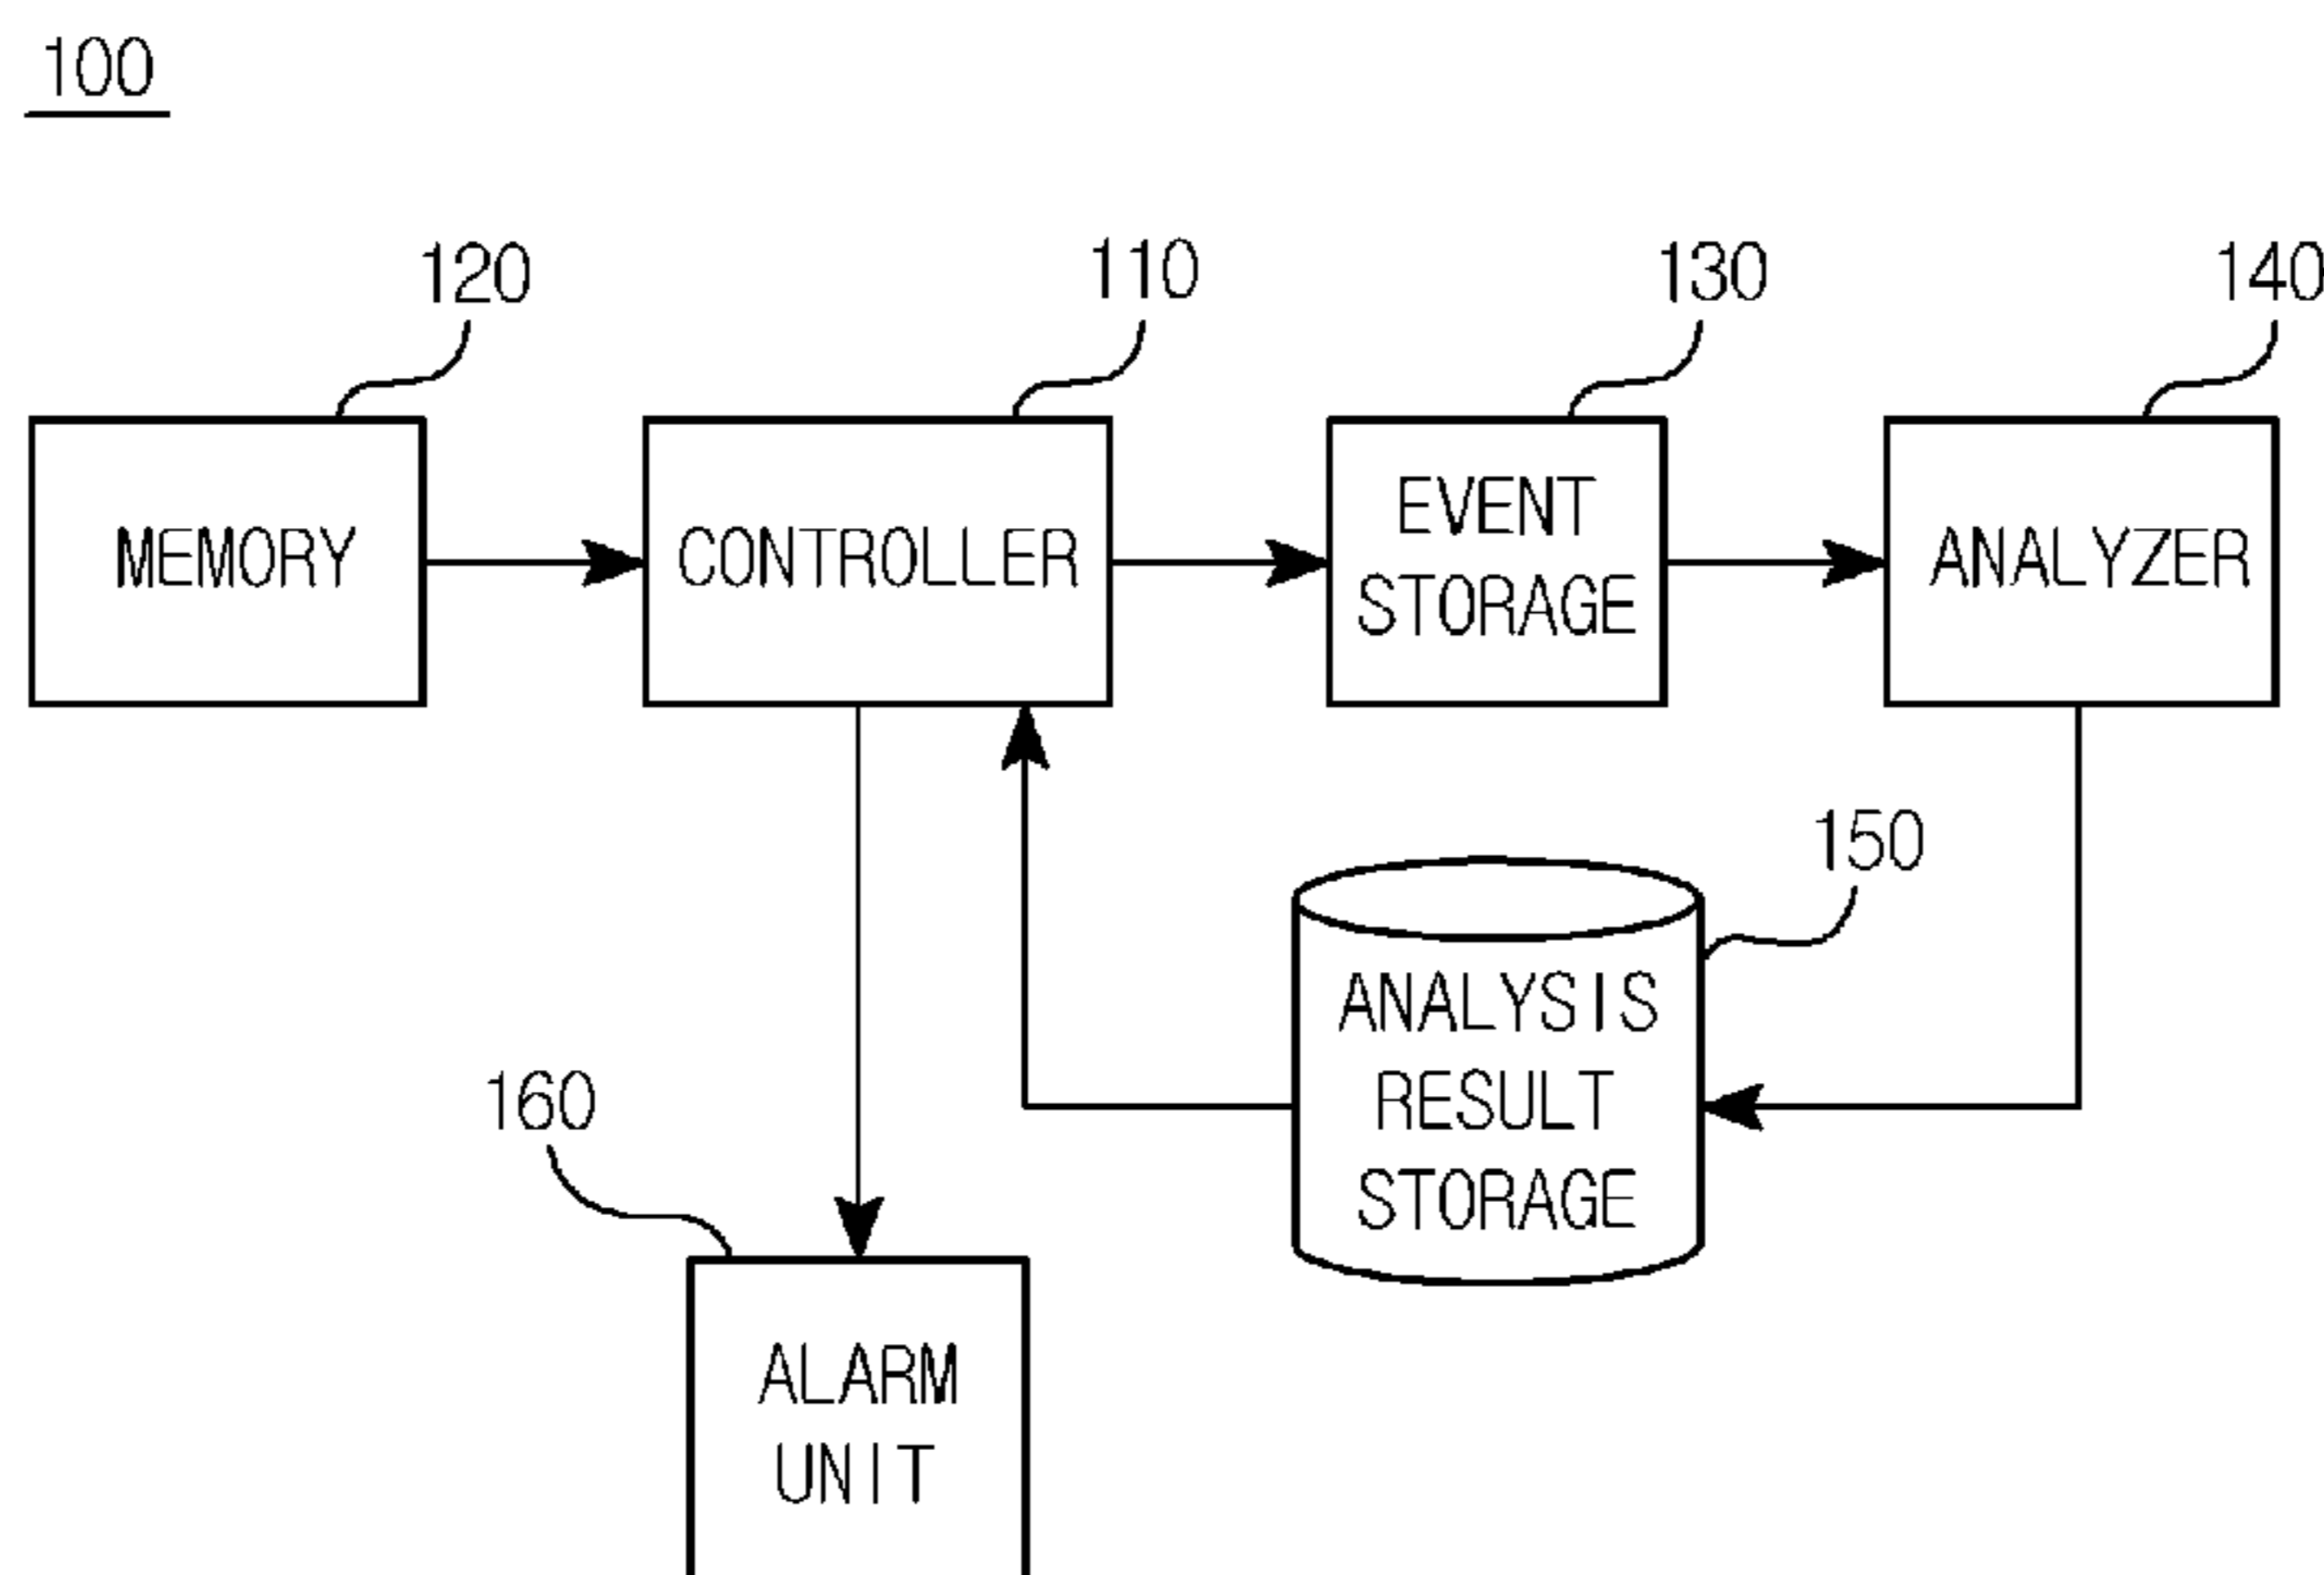 100
120
110
130
140
MEMORY
CONTROLLER
EVENT
STORAGE
ANALYZER
150
ANALYSIS
RESULT
STORAGE
160
ALARM
UNIT